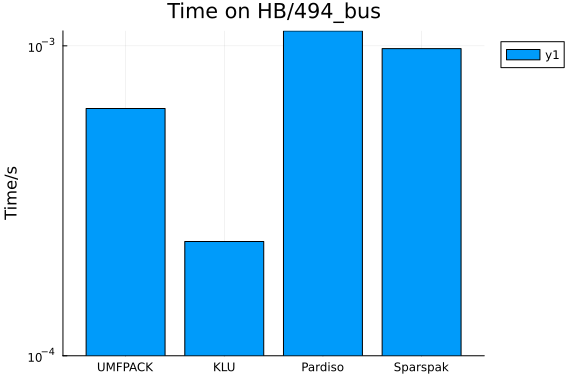 Time on HB/494_bus
y1
10⁻³
Time/s
10⁻⁴
UMFPACK KLU Pardiso Sparspak